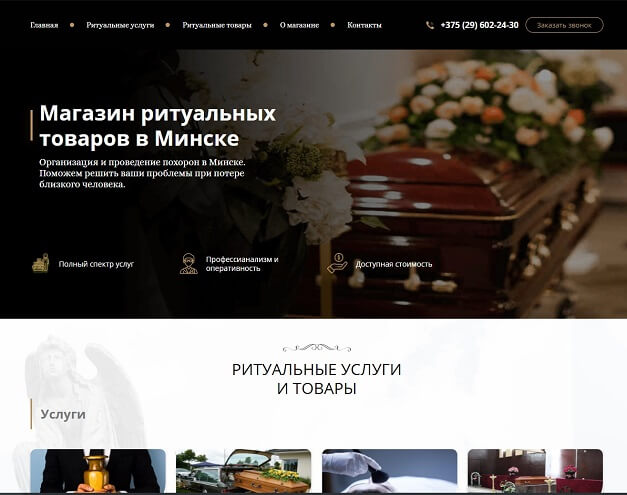 Главная
Ритуальные услуги
Ритуальные товары
О магазине
Контакты
+375 (29) 602-24-30
Заказать звонок
Магазин ритуальных
товаров в Минске
Организация и проведение похорон в Минске.
Поможем решить ваши проблемы при потере
близкого человека.
Полный спектр услуг
Профессианализм и
оперативность
Доступная стоимость
РИТУАЛЬНЫЕ УСЛУГИ
И ТОВАРЫ
Услуги